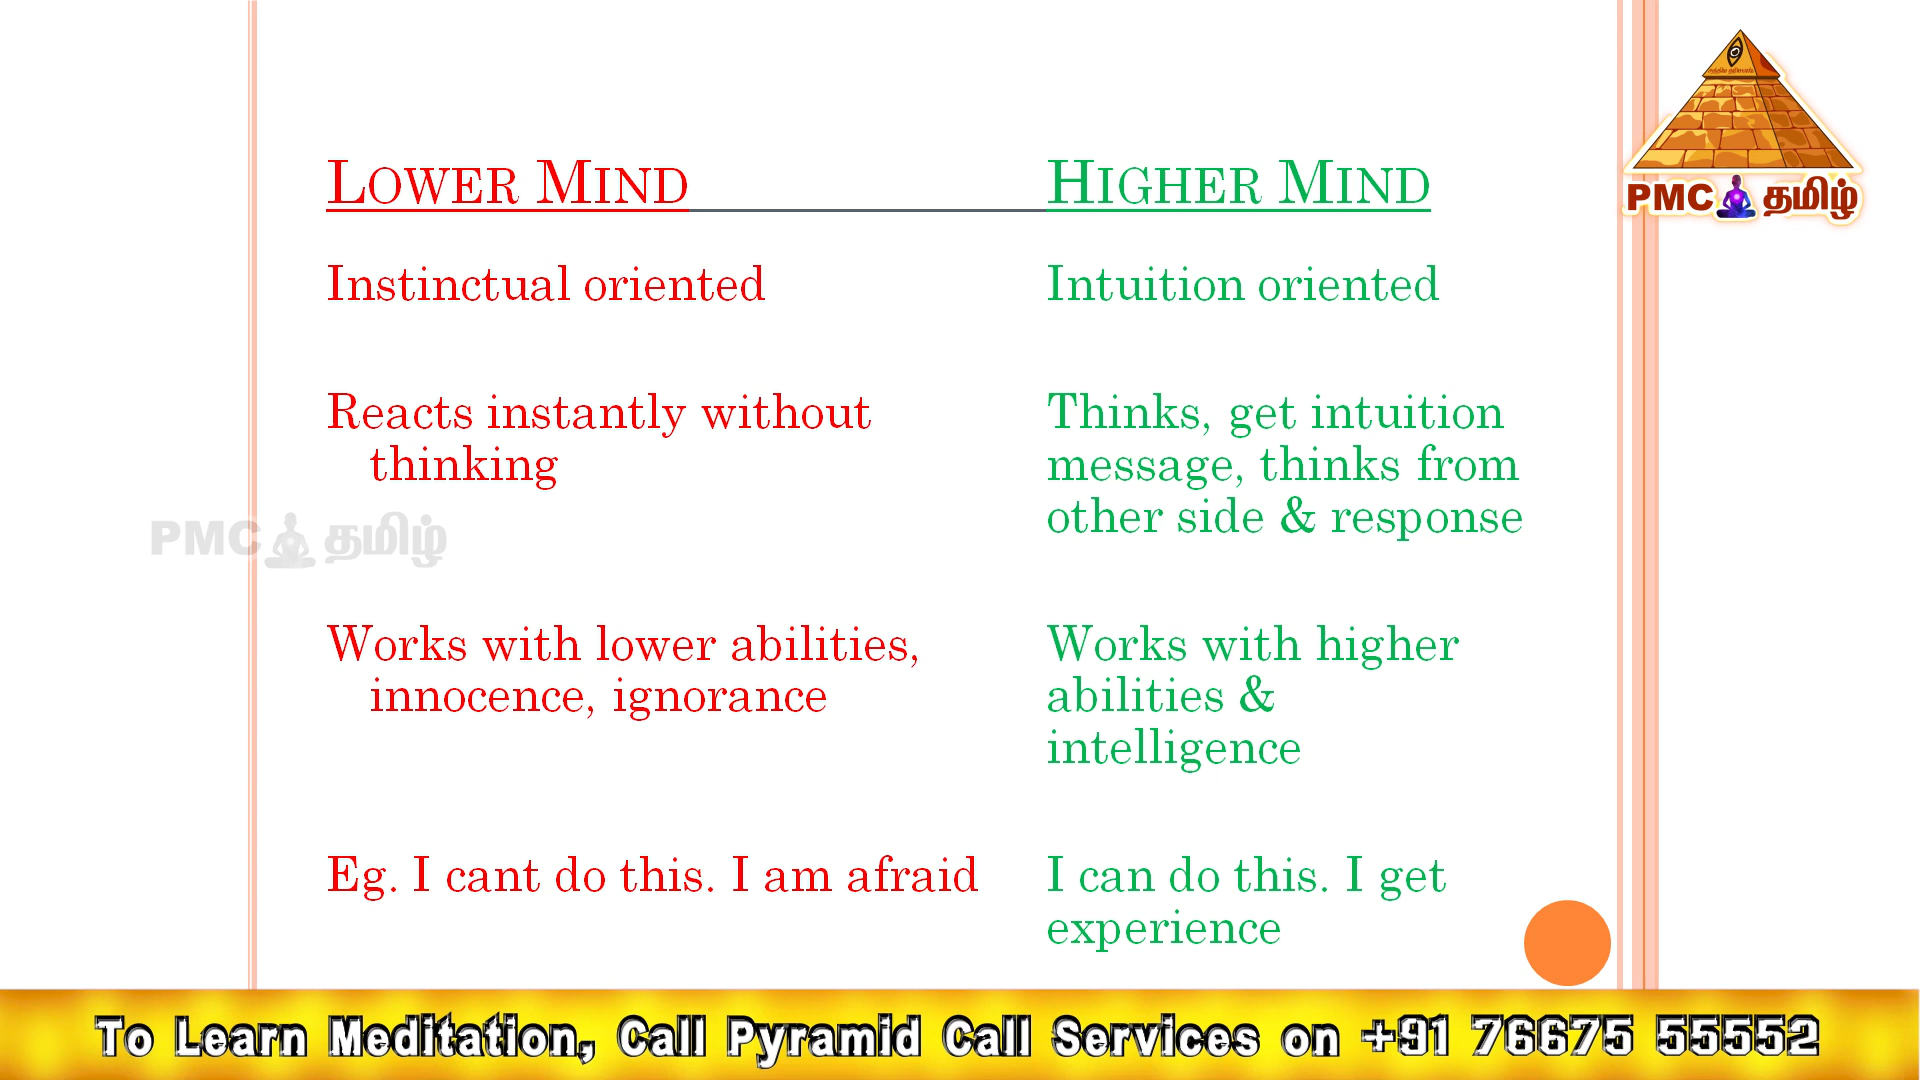 LOWER MIND HIGHER MIND
Instinctual oriented
Intuition oriented
Reacts instantly without
thinking
Thinks, get intuition
message, thinks from
other side & response
Works with lower abilities,
innocence, ignorance
Works with higher
abilities &
intelligence
Eg. I cant do this. I am afraid
I can do this. I get
experience
PMC தமிழ்
PMC தமிழ்
To Learn Meditation, Call Pyramid Call Services on +91 76675 55552